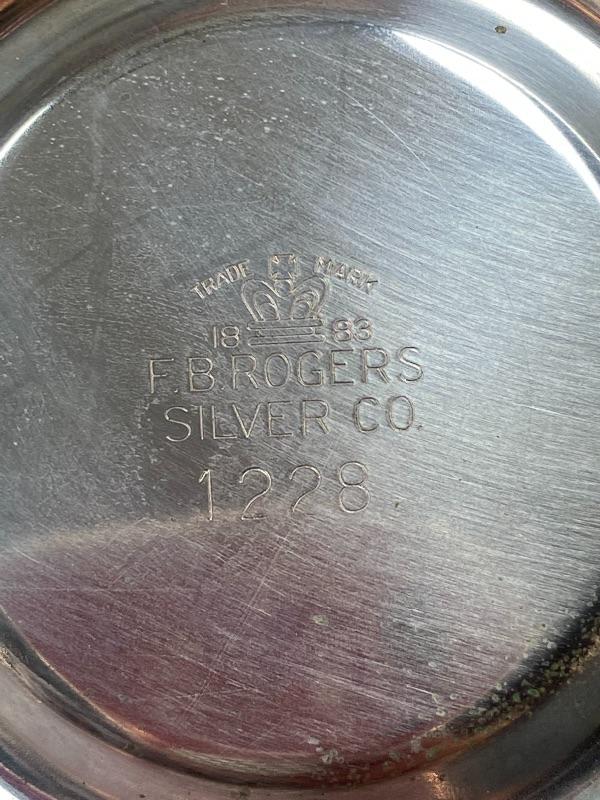 TRADE MARK
18 83
F.B. ROGERS
SILVER CO.
1228